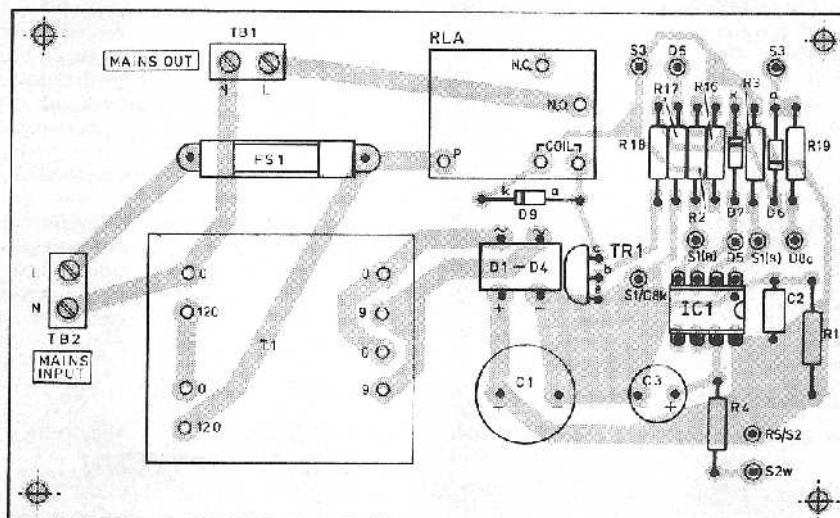 TB1
MAINS OUT
N L
RLA
N.C.
N.O.
P
COIL
S3 D5 S3
R17 R16 k R3 a
R18 R19
R2 D7 D6
FS1
k a
D9
TR1
c
b
e
S1(R) D5 S1(S) D8a
S1/D8k
D1–D4
~ ~
+ −
IC1
C2
R1
L
N
TB2
MAINS
INPUT
0 0
120 9
T1
0 0
120 9
C1
C3
+
R4
R5/S2
S2w